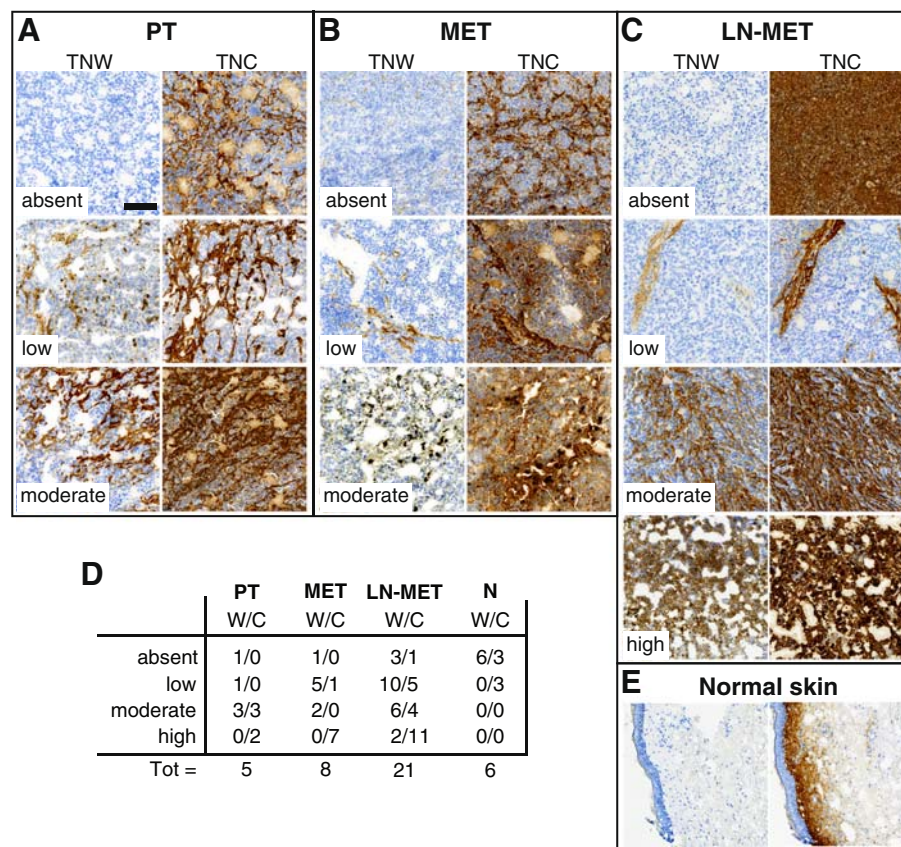 A PT
TNW TNC
absent
low
moderate
B MET
TNW TNC
absent
low
moderate
C LN-MET
TNW TNC
absent
low
moderate
high
D
PT MET LN-MET N
W/C W/C W/C W/C
absent 1/0 1/0 3/1 6/3
low 1/0 5/1 10/5 0/3
moderate 3/3 2/0 6/4 0/0
high 0/2 0/7 2/11 0/0
Tot = 5 8 21 6
E Normal skin